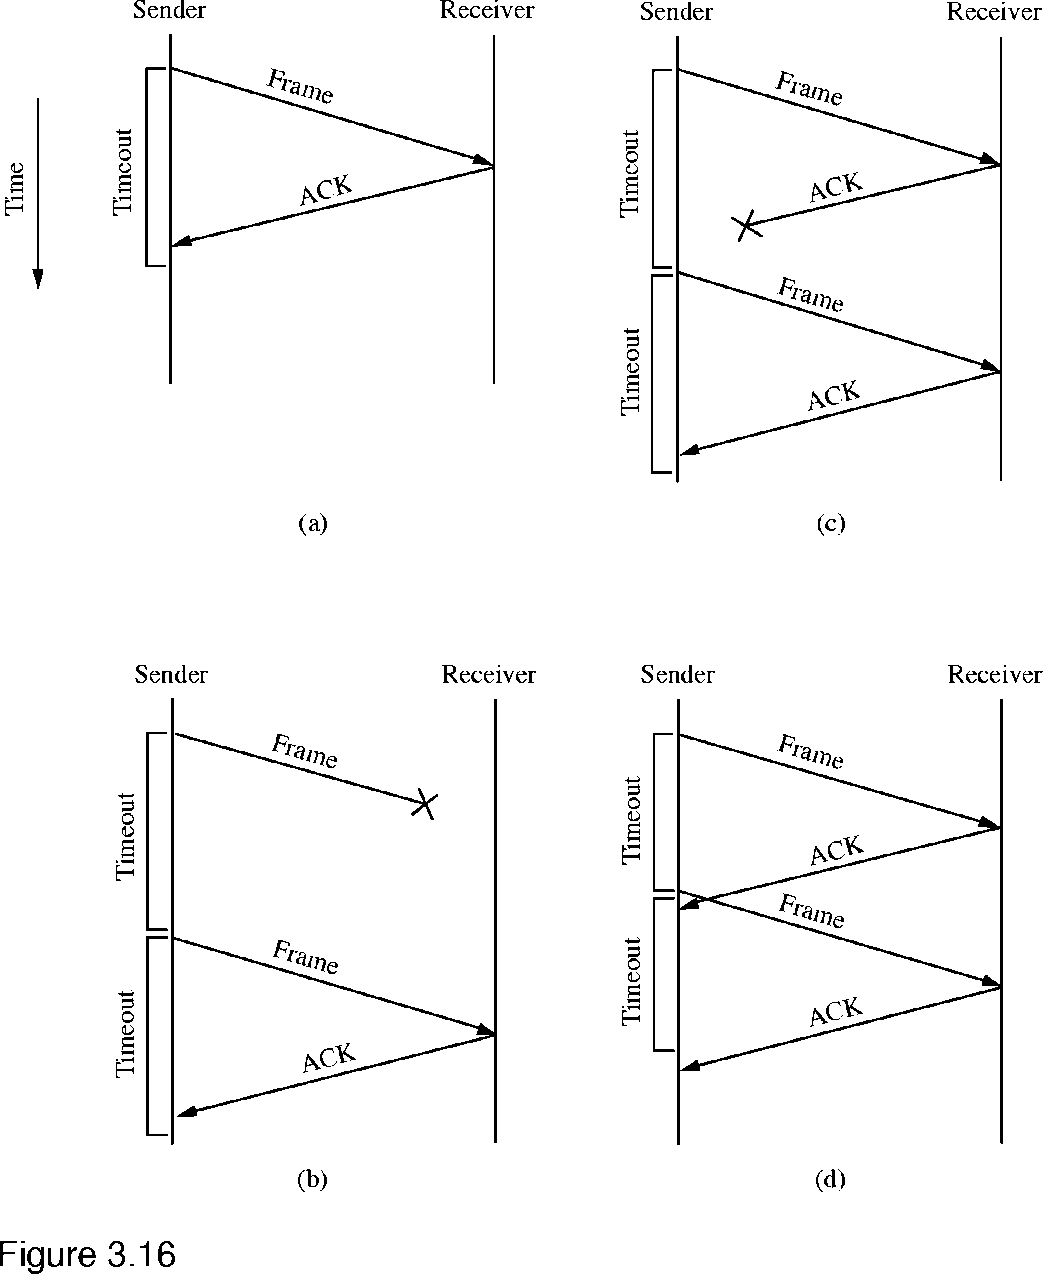 Sender
Receiver
Frame
ACK
Timeout
Time
(a)
Sender
Receiver
Frame
ACK
Timeout
Frame
ACK
Timeout
(c)
Sender
Receiver
Frame
Timeout
Frame
ACK
Timeout
(b)
Sender
Receiver
Frame
ACK
Timeout
Frame
ACK
Timeout
(d)
Figure 3.16